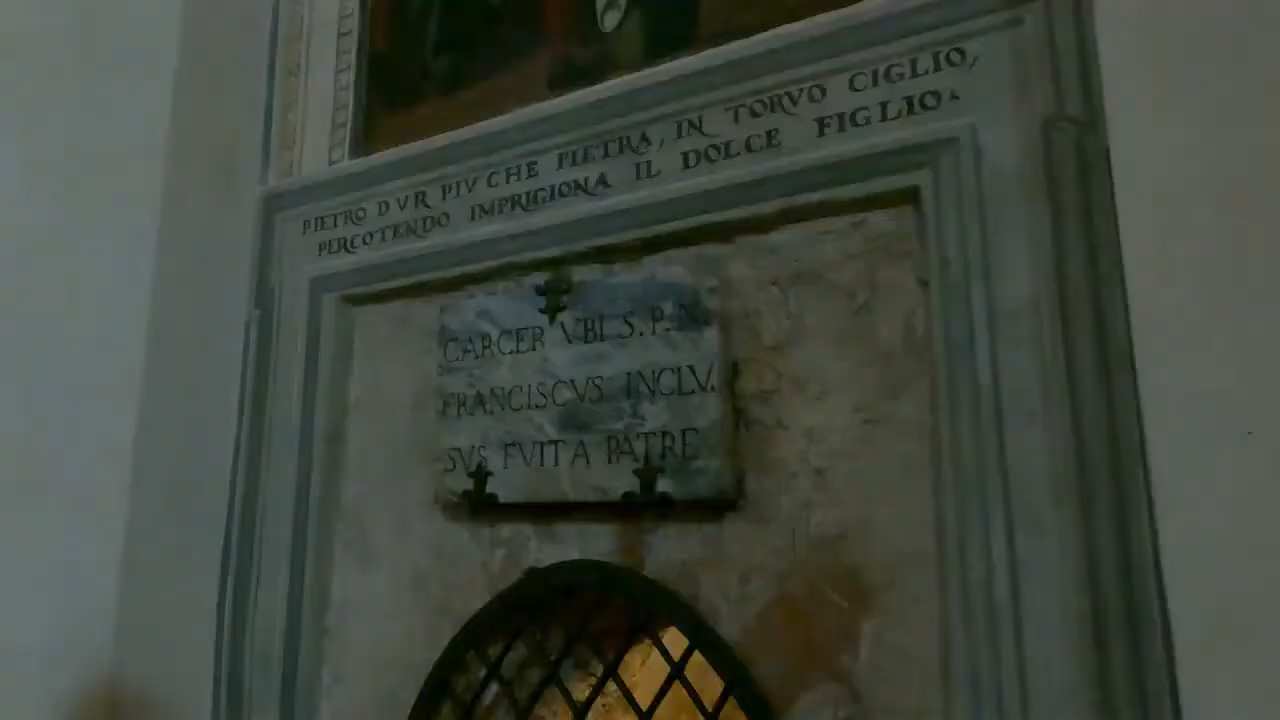 PIETRO DVR PIV CHE PIETRA, IN TORVO CIGLIO,
PERCOTENDO IMPRIGIONA IL DOLCE FIGLIO.
CARCER VBI S. P. N.
FRANCISCVS INCLV.
SVS FVIT A PATRE